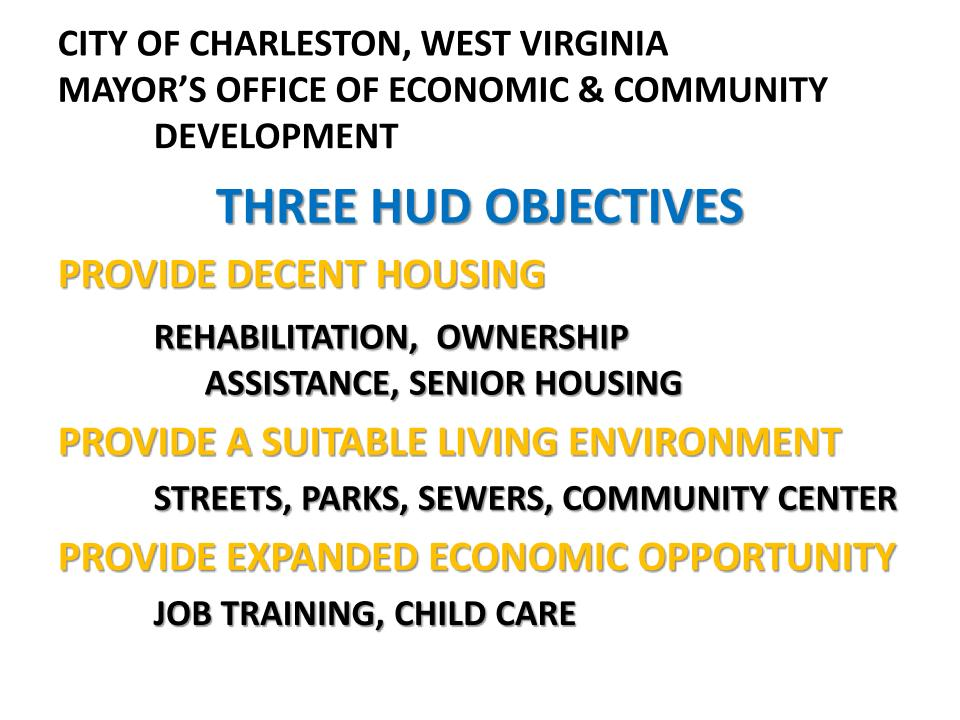 CITY OF CHARLESTON, WEST VIRGINIA
MAYOR’S OFFICE OF ECONOMIC & COMMUNITY
DEVELOPMENT
THREE HUD OBJECTIVES
PROVIDE DECENT HOUSING
REHABILITATION, OWNERSHIP
ASSISTANCE, SENIOR HOUSING
PROVIDE A SUITABLE LIVING ENVIRONMENT
STREETS, PARKS, SEWERS, COMMUNITY CENTER
PROVIDE EXPANDED ECONOMIC OPPORTUNITY
JOB TRAINING, CHILD CARE